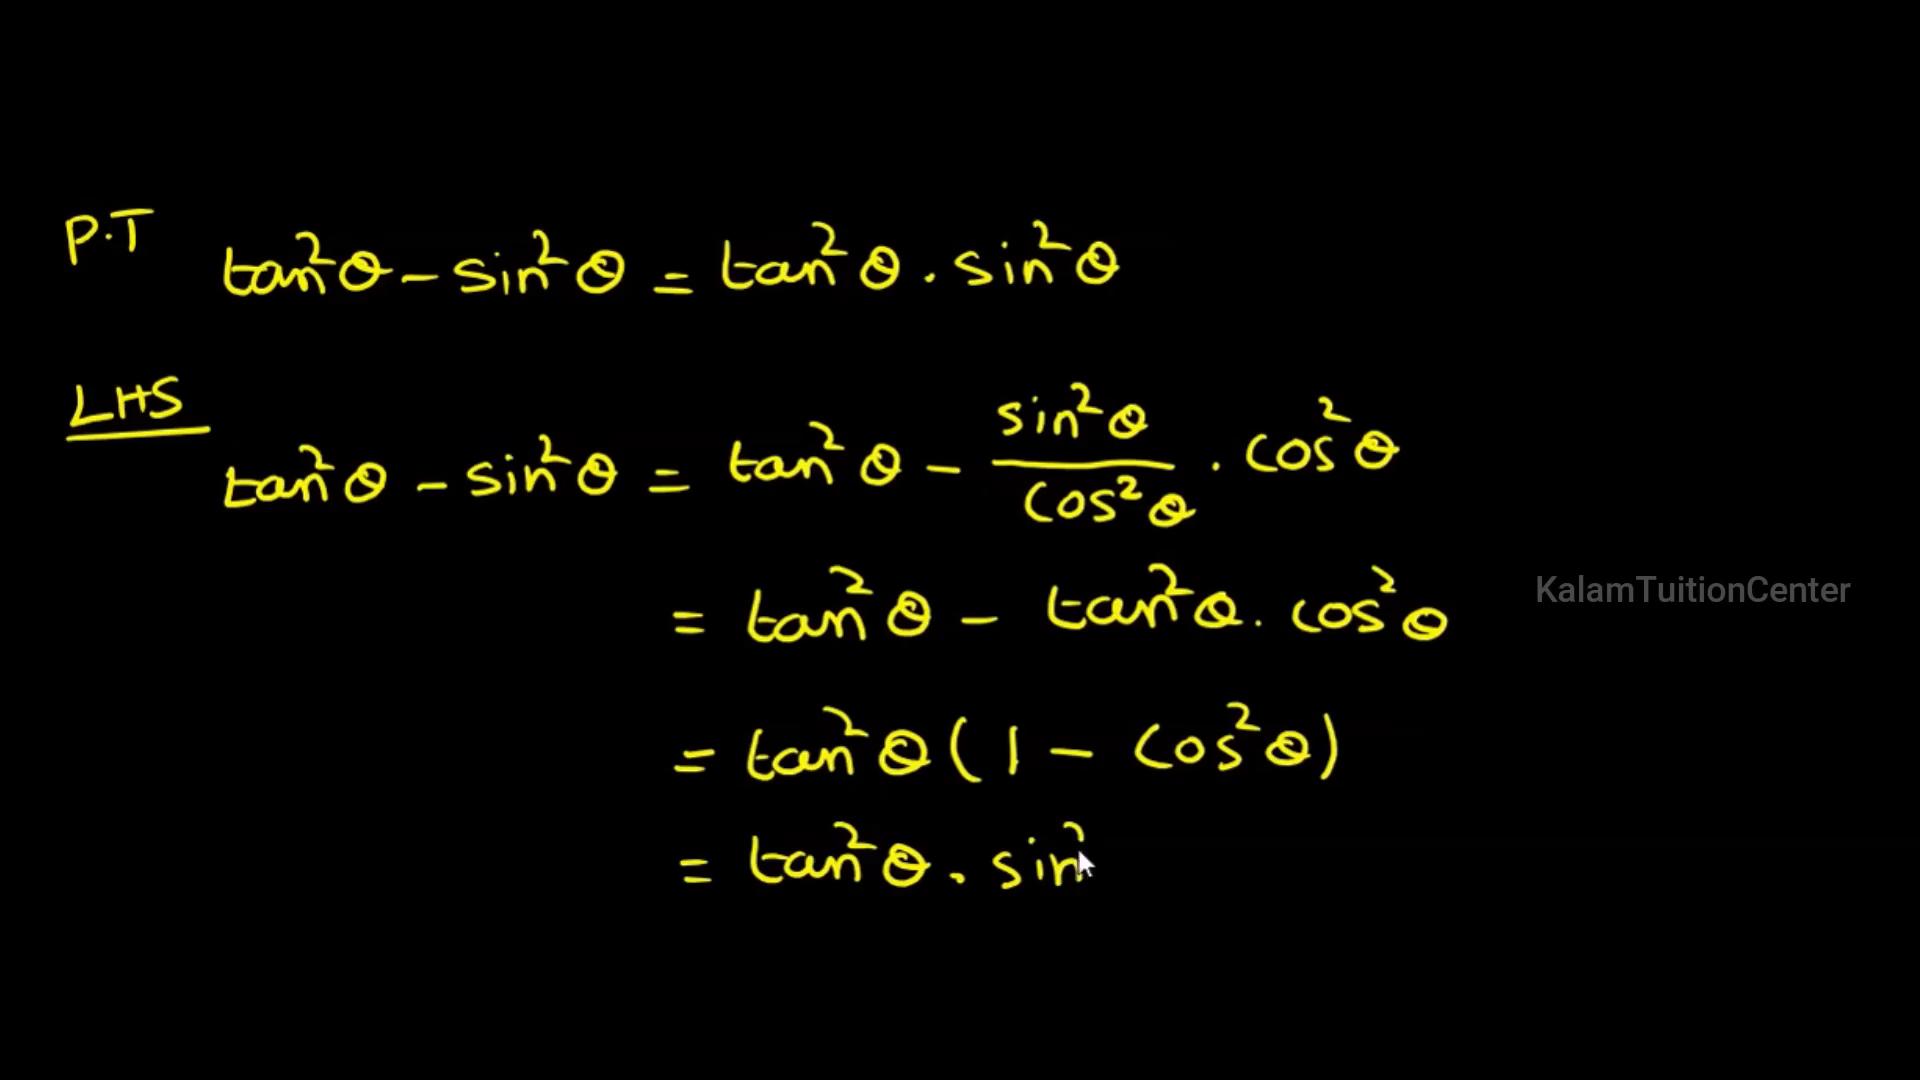 P.T tan²θ - sin²θ = tan²θ . sin²θ
LHS
tan²θ - sin²θ = tan²θ - sin²θ/cos²θ . cos²θ
= tan²θ - tan²θ . cos²θ
KalamTuitionCenter
= tan²θ (1 - cos²θ)
= tan²θ . sin²